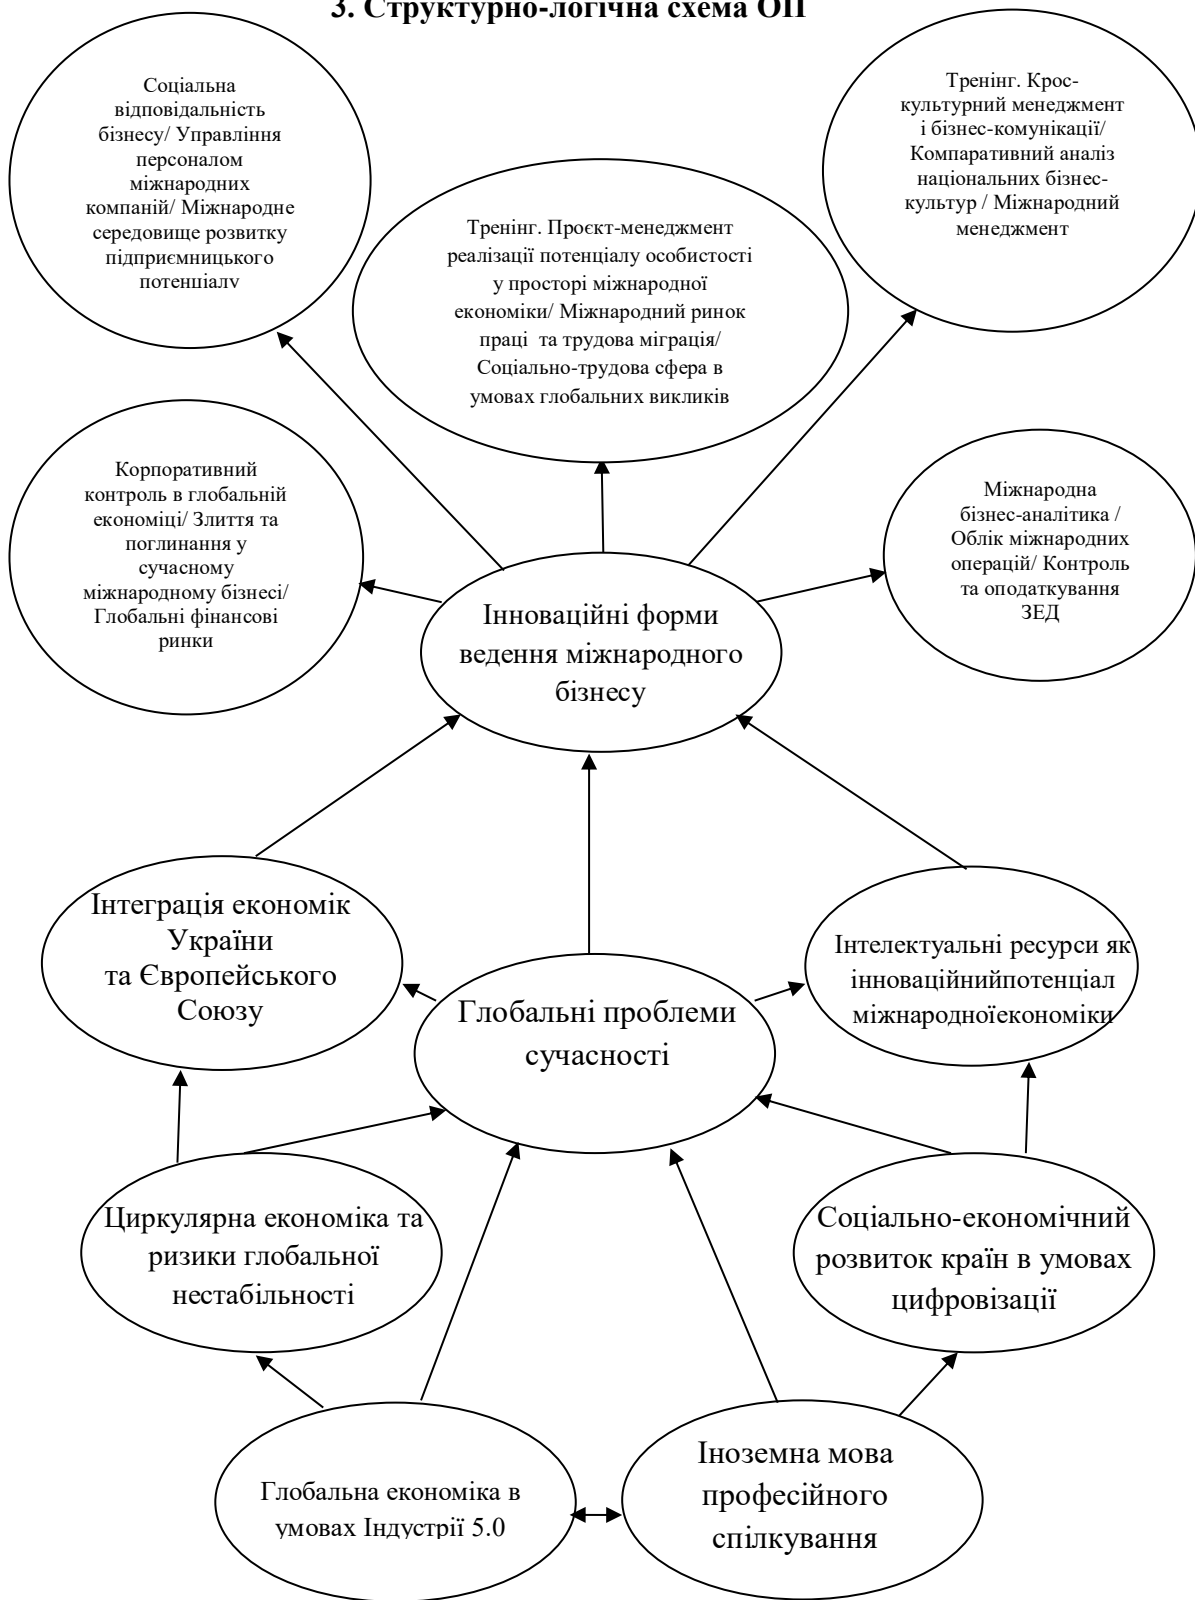 3. Структурно-логічна схема ОП
Соціальна
відповідальність
бізнесу/ Управління
персоналом
міжнародних
компаній/ Міжнародне
середовище розвитку
підприємницького
потенціалу
Тренінг. Крос-
культурний менеджмент
і бізнес-комунікації/
Компаративний аналіз
національних бізнес-
культур / Міжнародний
менеджмент
Тренінг. Проєкт-менеджмент
реалізації потенціалу особистості
у просторі міжнародної
економіки/ Міжнародний ринок
праці та трудова міграція/
Соціально-трудова сфера в
умовах глобальних викликів
Корпоративний
контроль в глобальній
економіці/ Злиття та
поглинання у
сучасному
міжнародному бізнесі/
Глобальні фінансові
ринки
Міжнародна
бізнес-аналітика /
Облік міжнародних
операцій/ Контроль
та оподаткування
ЗЕД
Інноваційні форми
ведення міжнародного
бізнесу
Інтеграція економік
України
та Європейського
Союзу
Інтелектуальні ресурси як
інноваційнийпотенціал
міжнародноїекономіки
Глобальні проблеми
сучасності
Циркулярна економіка та
ризики глобальної
нестабільності
Соціально-економічний
розвиток країн в умовах
цифровізації
Глобальна економіка в
умовах Індустрії 5.0
Іноземна мова
професійного
спілкування